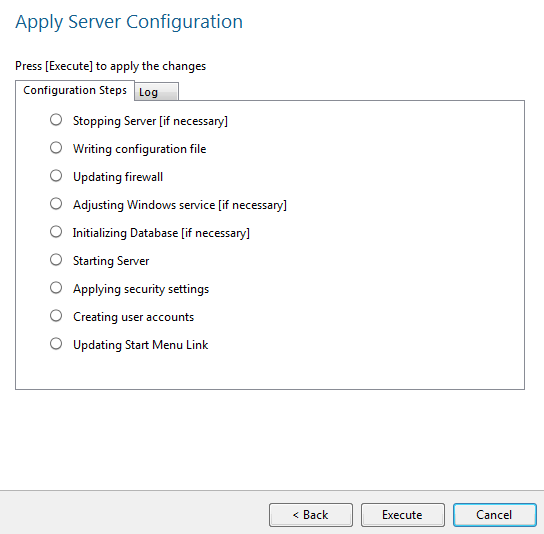 Apply Server Configuration
Press [Execute] to apply the changes
Configuration Steps Log
Stopping Server [if necessary]
Writing configuration file
Updating firewall
Adjusting Windows service [if necessary]
Initializing Database [if necessary]
Starting Server
Applying security settings
Creating user accounts
Updating Start Menu Link
< Back Execute Cancel